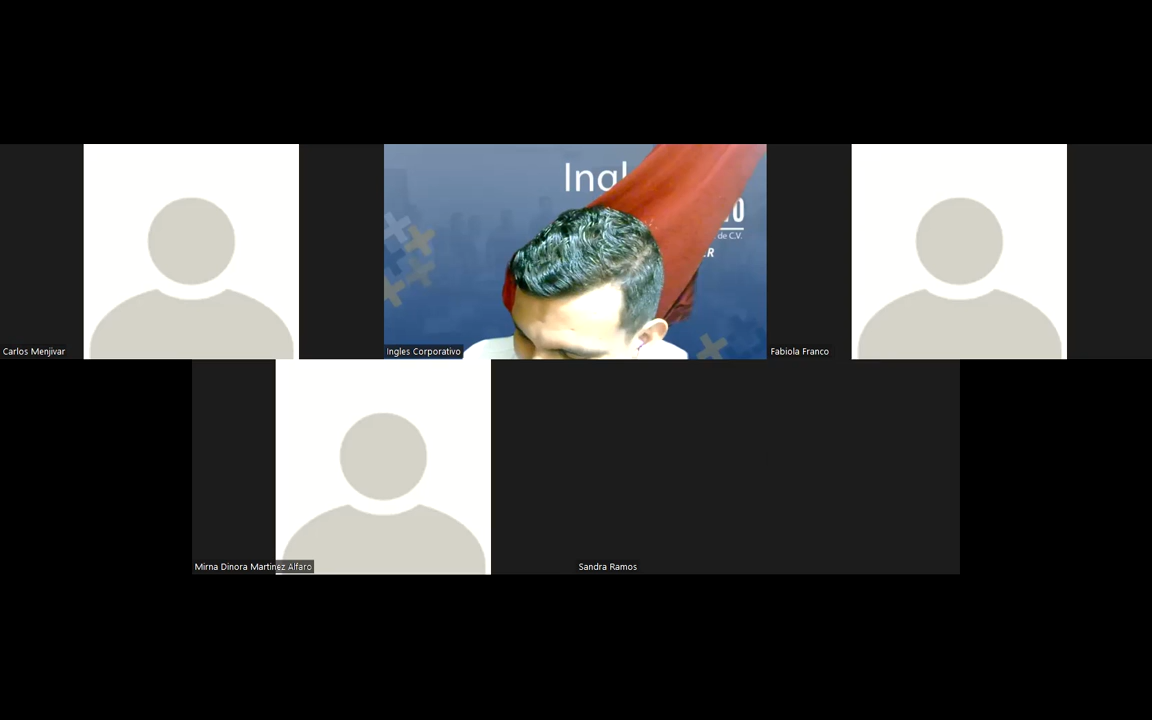 Ingl
de C.V.
Carlos Menjivar
Ingles Corporativo
Fabiola Franco
Mirna Dinora Martinez Alfaro
Sandra Ramos